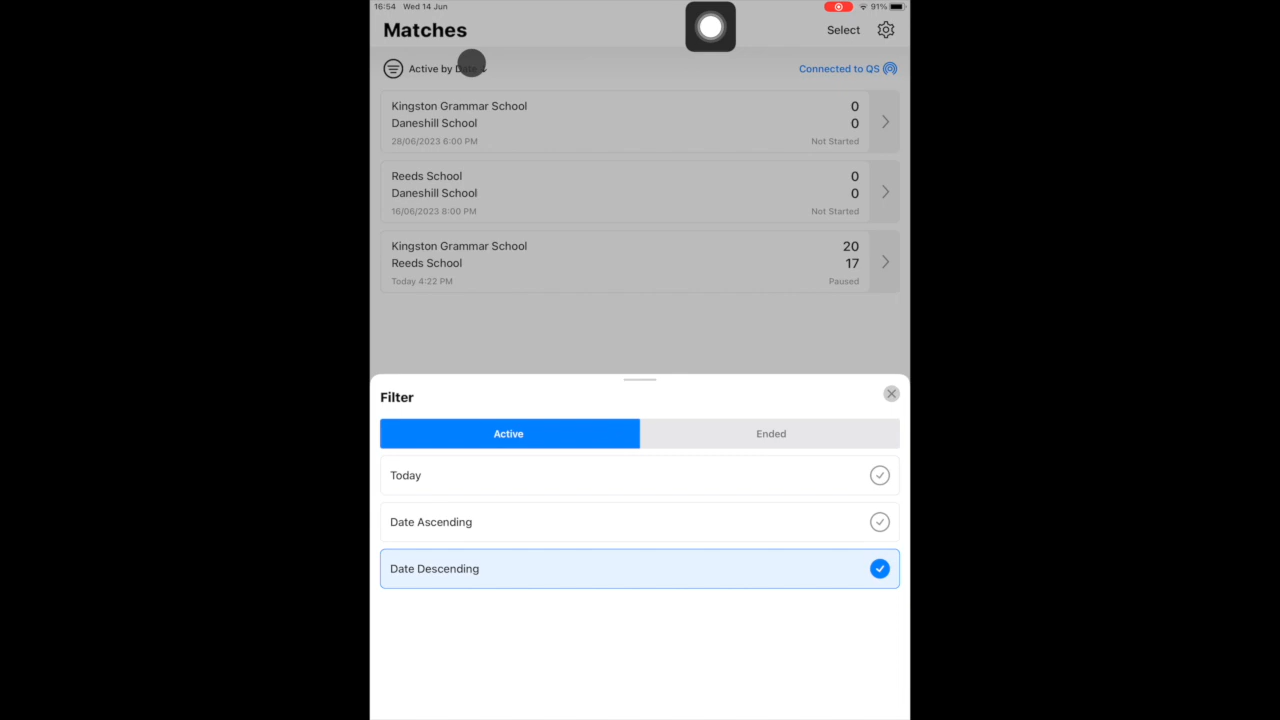 16:54 Wed 14 Jun 91%
Matches
Select
Active by
Connected to QS
Kingston Grammar School 0
Daneshill School 0
28/06/2023 6:00 PM Not Started
Reeds School 0
Daneshill School 0
16/06/2023 8:00 PM Not Started
Kingston Grammar School 20
Reeds School 17
Today 4:22 PM Paused
Filter
Active Ended
Today
Date Ascending
Date Descending